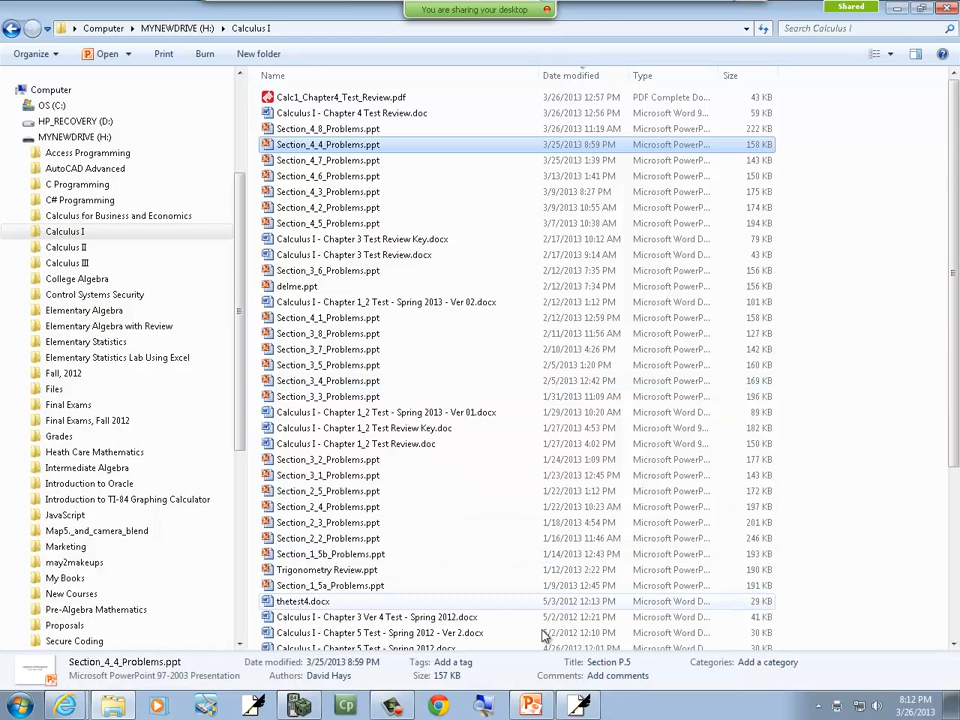 You are sharing your desktop
Shared
Computer MYNEWDRIVE (H:) Calculus I
Search Calculus I
Organize Open Print Burn New folder
Name Date modified Type Size
Computer
OS (C:)
HP_RECOVERY (D:)
MYNEWDRIVE (H:)
Access Programming
AutoCAD Advanced
C Programming
C# Programming
Calculus for Business and Economics
Calculus I
Calculus II
Calculus III
College Algebra
Control Systems Security
Elementary Algebra
Elementary Algebra with Review
Elementary Statistics
Elementary Statistics Lab Using Excel
Fall, 2012
Files
Final Exams
Final Exams, Fall 2012
Grades
Heath Care Mathematics
Intermediate Algebra
Introduction to Oracle
Introduction to TI-84 Graphing Calculator
JavaScript
Map5._and_camera_blend
Marketing
may2makeups
My Books
New Courses
Pre-Algebra Mathematics
Proposals
Secure Coding
Calc1_Chapter4_Test_Review.pdf 3/26/2013 12:57 PM PDF Complete Do... 43 KB
Calculus I - Chapter 4 Test Review.doc 3/26/2013 12:56 PM Microsoft Word 9... 59 KB
Section_4_8_Problems.ppt 3/26/2013 11:19 AM Microsoft PowerP... 222 KB
Section_4_4_Problems.ppt 3/25/2013 8:59 PM Microsoft PowerP... 158 KB
Section_4_7_Problems.ppt 3/25/2013 1:39 PM Microsoft PowerP... 143 KB
Section_4_6_Problems.ppt 3/13/2013 1:41 PM Microsoft PowerP... 150 KB
Section_4_3_Problems.ppt 3/9/2013 8:27 PM Microsoft PowerP... 175 KB
Section_4_2_Problems.ppt 3/9/2013 10:55 AM Microsoft PowerP... 174 KB
Section_4_5_Problems.ppt 3/7/2013 10:38 AM Microsoft PowerP... 194 KB
Calculus I - Chapter 3 Test Review Key.docx 2/17/2013 10:12 AM Microsoft Word D... 79 KB
Calculus I - Chapter 3 Test Review.docx 2/17/2013 9:14 AM Microsoft Word D... 43 KB
Section_3_6_Problems.ppt 2/12/2013 7:35 PM Microsoft PowerP... 156 KB
delme.ppt 2/12/2013 7:34 PM Microsoft PowerP... 156 KB
Calculus I - Chapter 1_2 Test - Spring 2013 - Ver 02.docx 2/12/2013 1:12 PM Microsoft Word D... 101 KB
Section_4_1_Problems.ppt 2/12/2013 12:59 PM Microsoft PowerP... 158 KB
Section_3_8_Problems.ppt 2/11/2013 11:56 AM Microsoft PowerP... 127 KB
Section_3_7_Problems.ppt 2/10/2013 4:26 PM Microsoft PowerP... 143 KB
Section_3_5_Problems.ppt 2/5/2013 1:20 PM Microsoft PowerP... 160 KB
Section_3_4_Problems.ppt 2/5/2013 12:42 PM Microsoft PowerP... 169 KB
Section_3_3_Problems.ppt 1/31/2013 11:09 AM Microsoft PowerP... 196 KB
Calculus I - Chapter 1_2 Test - Spring 2013 - Ver 01.docx 1/29/2013 10:20 AM Microsoft Word D... 89 KB
Calculus I - Chapter 1_2 Test Review Key.doc 1/27/2013 4:53 PM Microsoft Word 9... 182 KB
Calculus I - Chapter 1_2 Test Review.doc 1/27/2013 4:02 PM Microsoft Word 9... 150 KB
Section_3_2_Problems.ppt 1/24/2013 1:09 PM Microsoft PowerP... 177 KB
Section_3_1_Problems.ppt 1/23/2013 12:45 PM Microsoft PowerP... 143 KB
Section_2_5_Problems.ppt 1/22/2013 1:12 PM Microsoft PowerP... 172 KB
Section_2_4_Problems.ppt 1/22/2013 10:23 AM Microsoft PowerP... 197 KB
Section_2_3_Problems.ppt 1/18/2013 4:54 PM Microsoft PowerP... 201 KB
Section_2_2_Problems.ppt 1/16/2013 11:46 AM Microsoft PowerP... 246 KB
Section_1_5b_Problems.ppt 1/14/2013 12:43 PM Microsoft PowerP... 193 KB
Trigonometry Review.ppt 1/12/2013 2:22 PM Microsoft PowerP... 190 KB
Section_1_5a_Problems.ppt 1/9/2013 12:45 PM Microsoft PowerP... 191 KB
thetest4.docx 5/3/2012 12:13 PM Microsoft Word D... 29 KB
Calculus I - Chapter 3 Ver 4 Test - Spring 2012.docx 5/2/2012 12:21 PM Microsoft Word D... 41 KB
Calculus I - Chapter 5 Test - Spring 2012 - Ver 2.docx /2/2012 12:10 PM Microsoft Word D... 30 KB
Calculus I - Chapter 5 Test - Spring 2012.docx 4/26/2012 12:01 PM Microsoft Word D... 30 KB
Section_4_4_Problems.ppt Date modified: 3/25/2013 8:59 PM Tags: Add a tag Title: Section P.5 Categories: Add a category
Microsoft PowerPoint 97-2003 Presentation Authors: David Hays Size: 157 KB Comments: Add comments
Cp
8:12 PM
3/26/2013